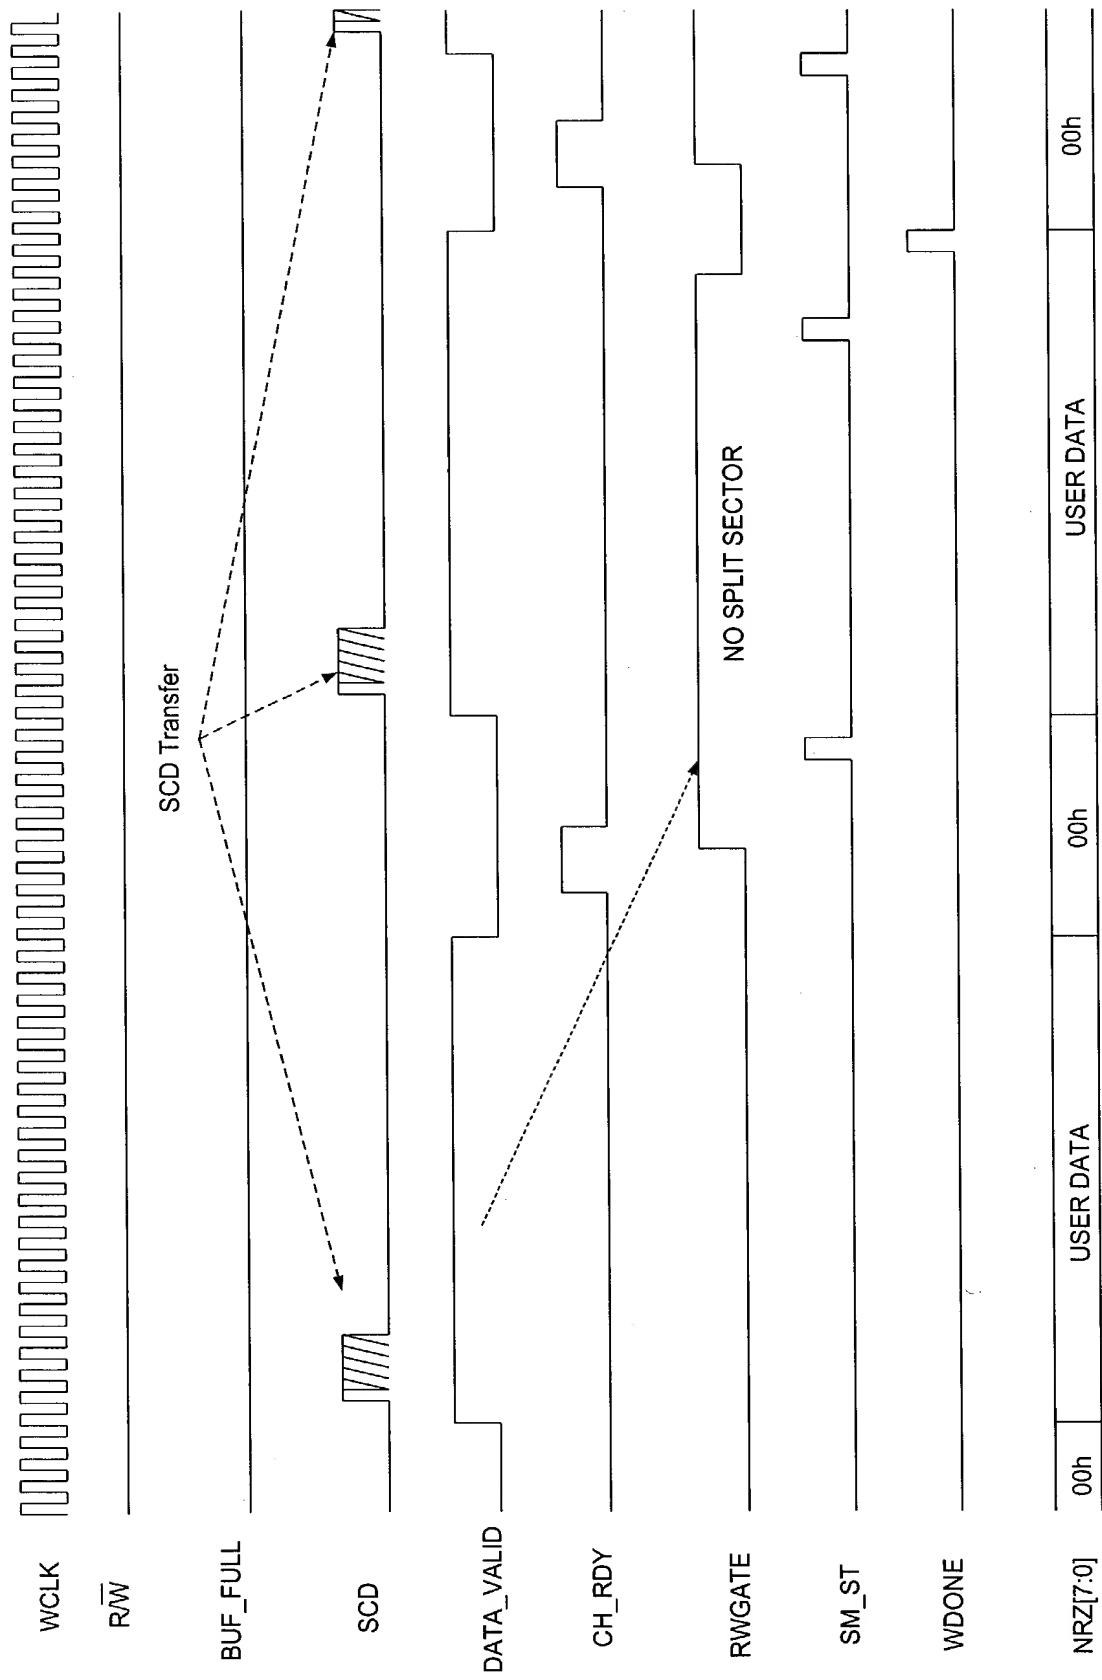 WCLK
R/W
BUF_FULL
SCD Transfer
SCD
DATA_VALID
CH_RDY
RWGATE
NO SPLIT SECTOR
SM_ST
WDONE
NRZ[7:0]
00h
USER DATA
00h
USER DATA
00h